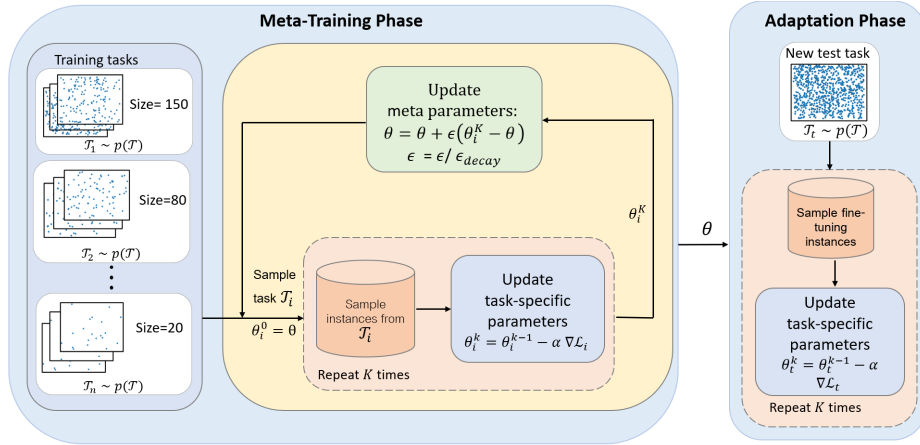 Meta-Training Phase
Training tasks
Size= 150
𝒯₁ ~ p(𝒯)
Size=80
𝒯₂ ~ p(𝒯)
Size=20
𝒯ₙ ~ p(𝒯)
Update
meta parameters:
θ = θ + ϵ(θᵢᴷ − θ)
ϵ = ϵ/ ϵ_decay
θᵢᴷ
Sample
task 𝒯ᵢ
θᵢ⁰ = θ
Sample
instances from
𝒯ᵢ
Update
task-specific
parameters
θᵢᵏ = θᵢᵏ⁻¹ − α ∇ℒᵢ
Repeat K times
θ
Adaptation Phase
New test task
𝒯ₜ ~ p(𝒯)
Sample fine-
tuning
instances
Update
task-specific
parameters
θₜᵏ = θₜᵏ⁻¹ − α
∇ℒₜ
Repeat K times